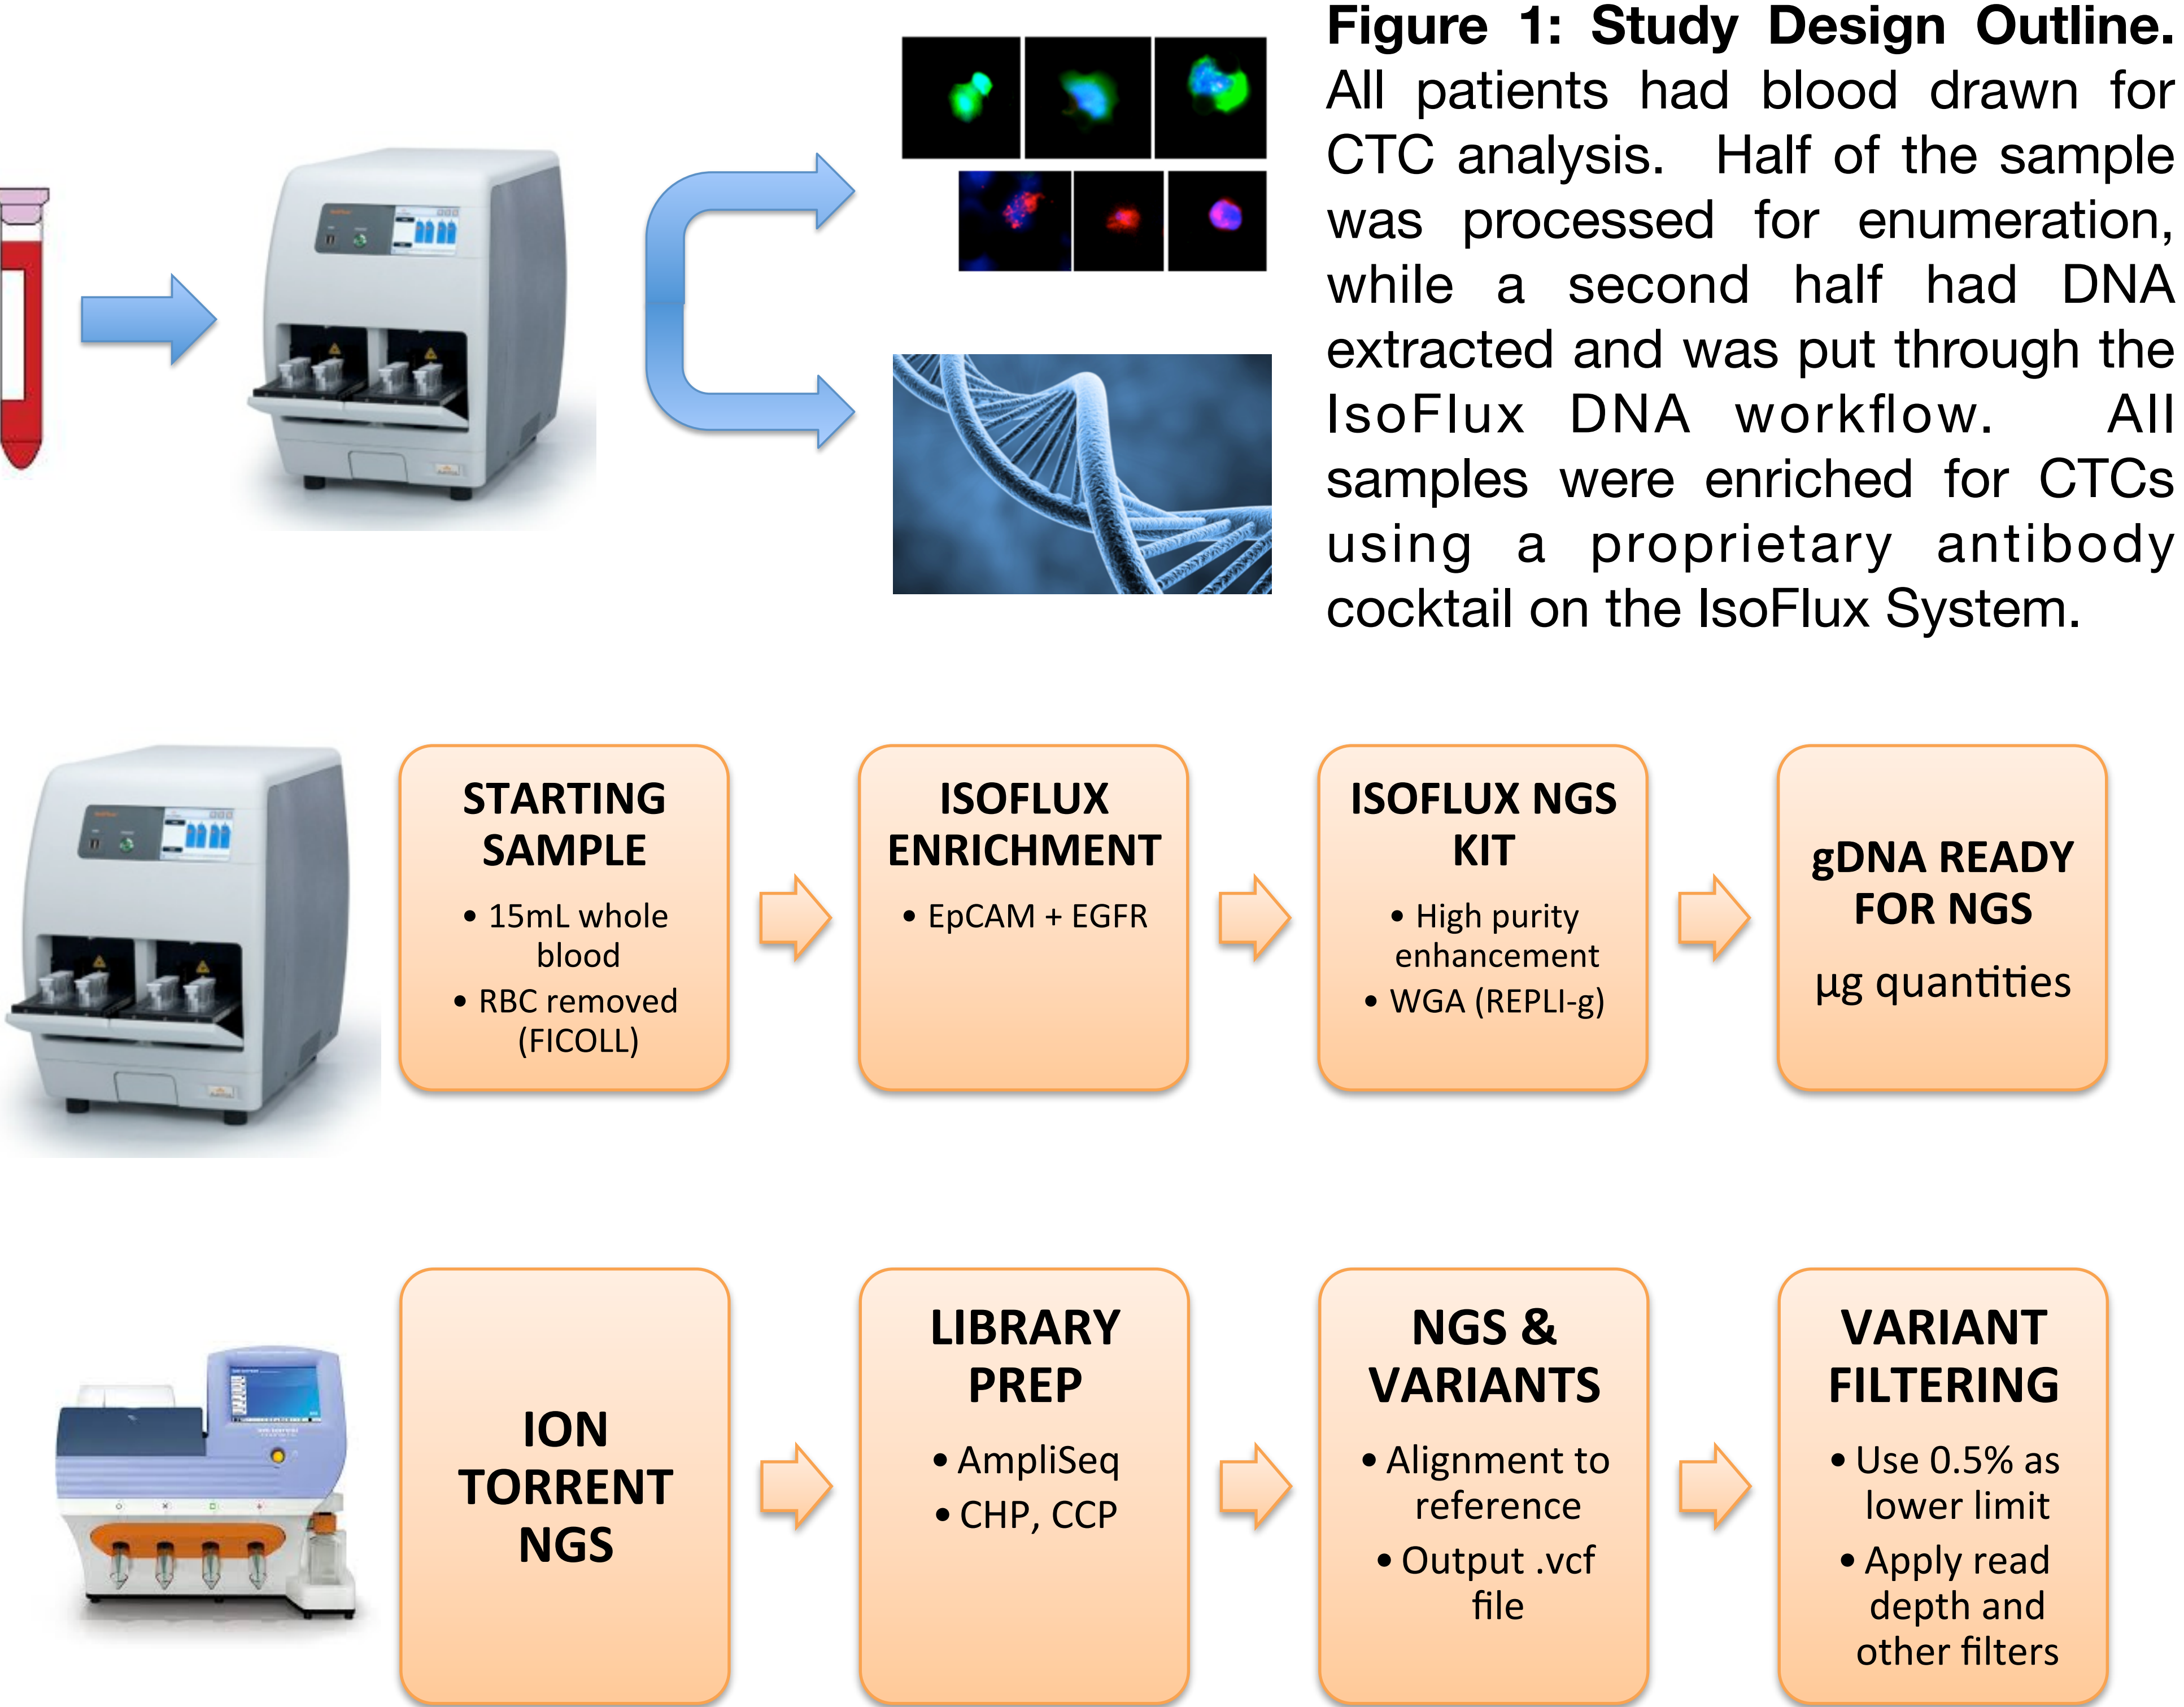 Figure 1: Study Design Outline.
All patients had blood drawn for
CTC analysis. Half of the sample
was processed for enumeration,
while a second half had DNA
extracted and was put through the
IsoFlux DNA workflow. All
samples were enriched for CTCs
using a proprietary antibody
cocktail on the IsoFlux System.
STARTING
SAMPLE
• 15mL whole
blood
• RBC removed
(FICOLL)
ISOFLUX
ENRICHMENT
• EpCAM + EGFR
ISOFLUX NGS
KIT
• High purity
enhancement
• WGA (REPLI-g)
gDNA READY
FOR NGS
µg quantities
ION
TORRENT
NGS
LIBRARY
PREP
• AmpliSeq
• CHP, CCP
NGS &
VARIANTS
• Alignment to
reference
• Output .vcf
file
VARIANT
FILTERING
• Use 0.5% as
lower limit
• Apply read
depth and
other filters